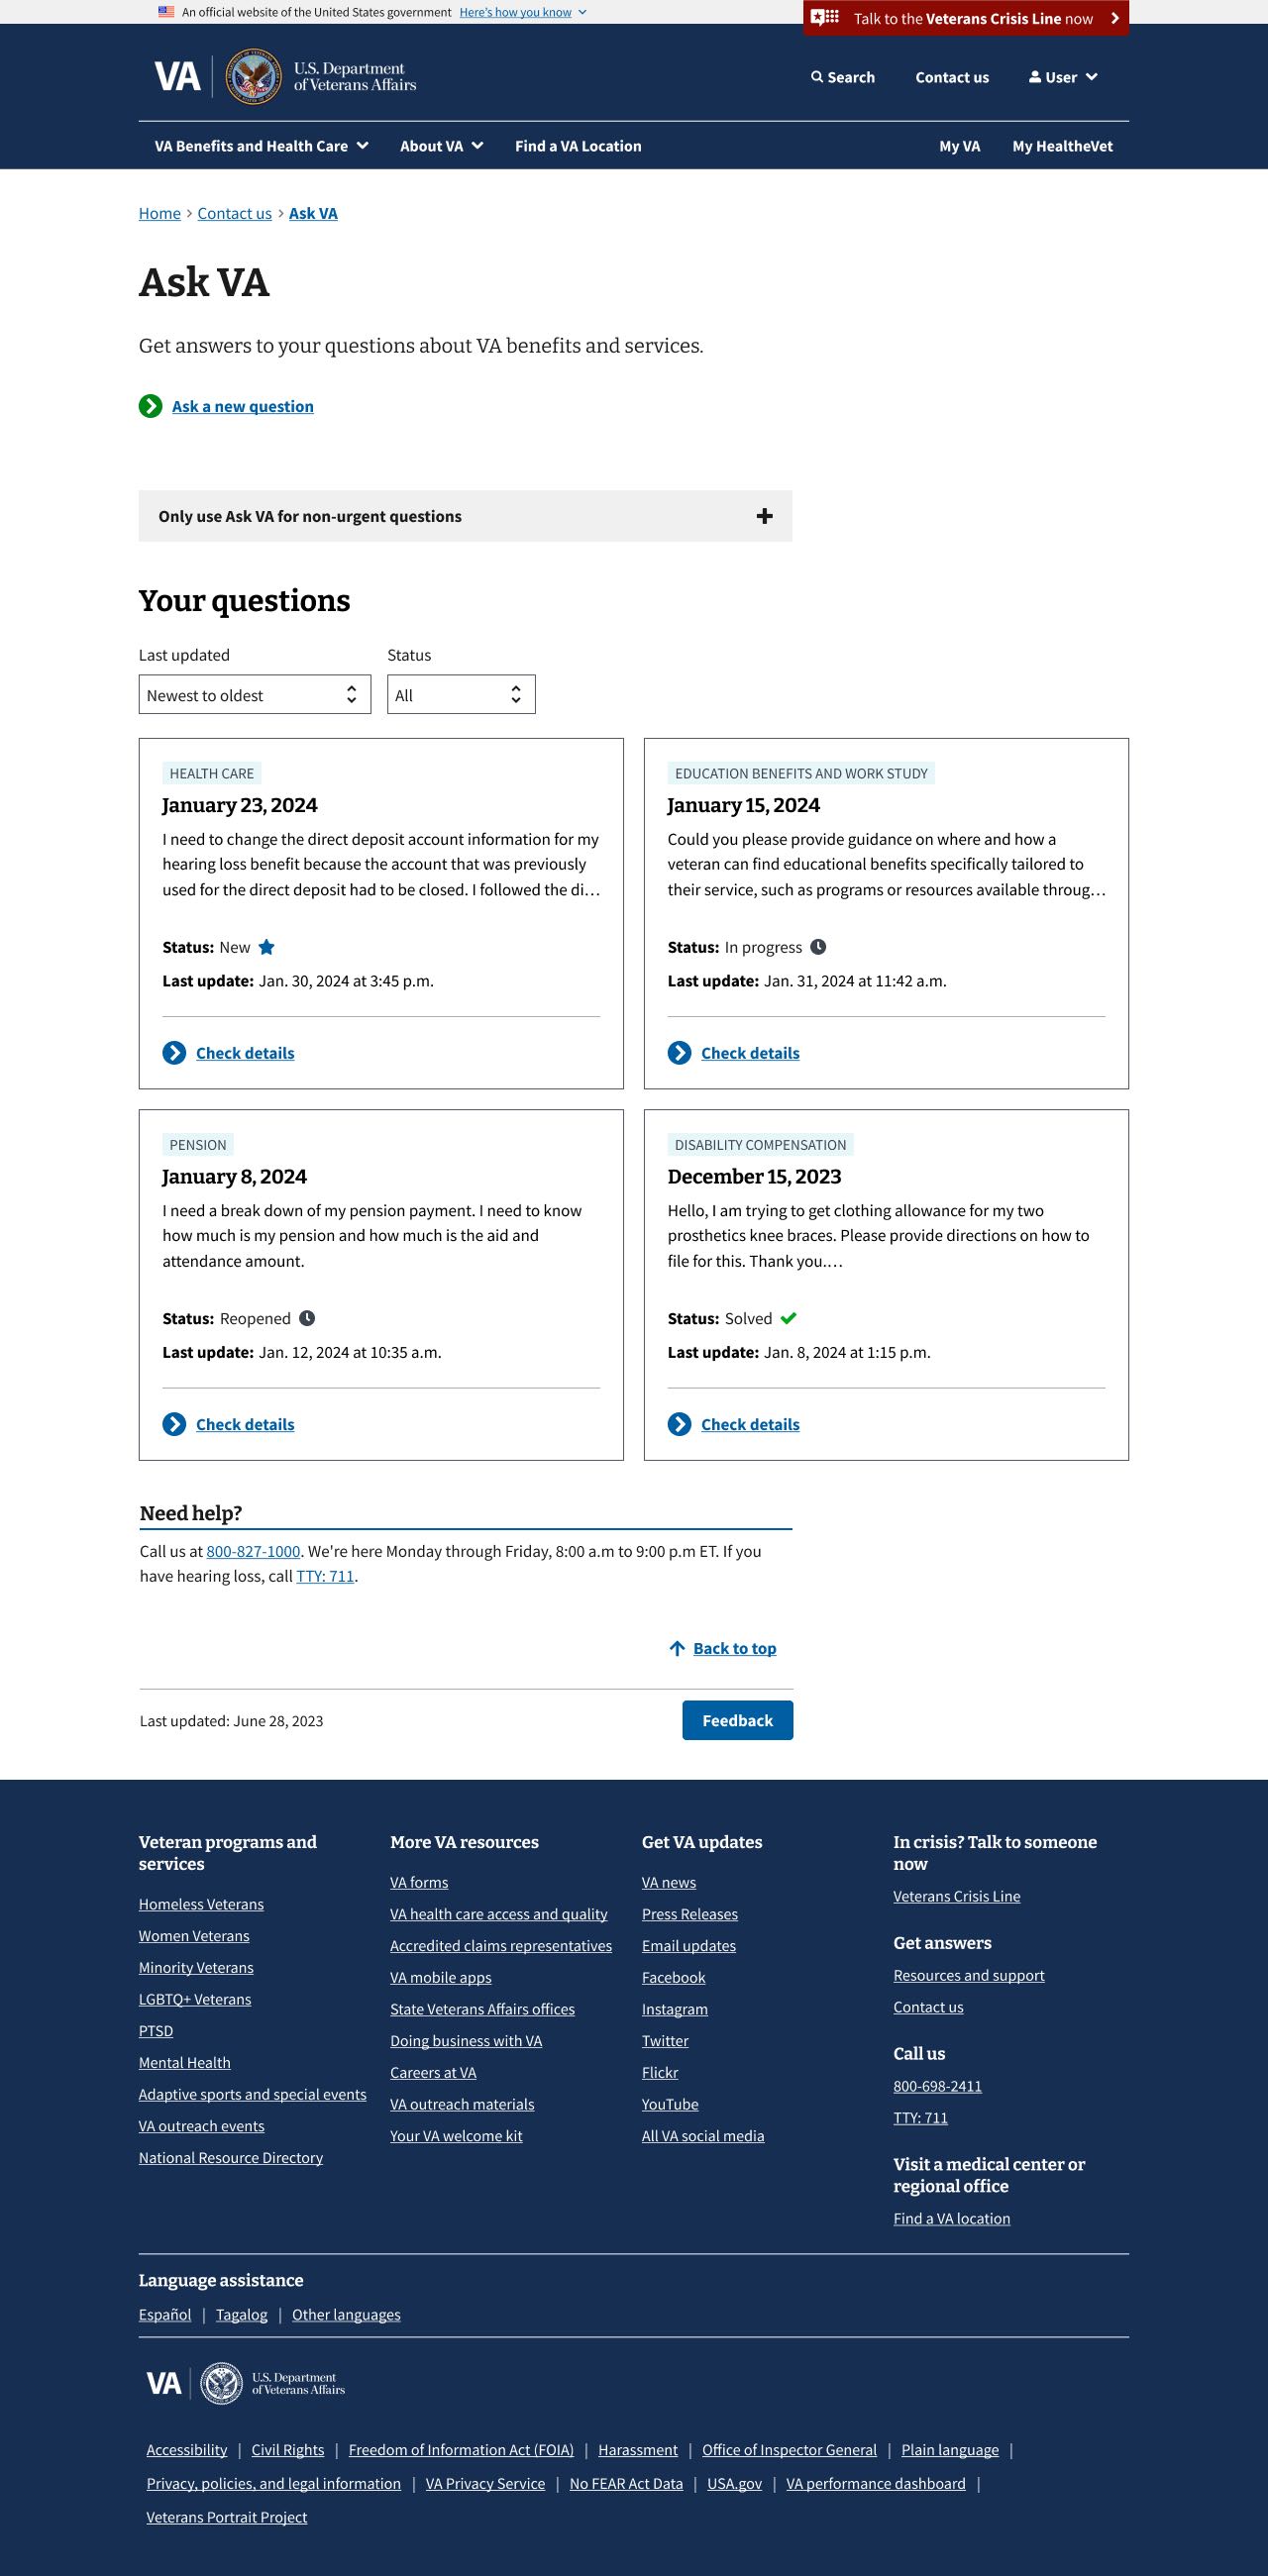 An official website of the United States government Here's how you know
Talk to the Veterans Crisis Line now
VA U.S. Department
of Veterans Affairs
Search Contact us User
VA Benefits and Health Care About VA Find a VA Location My VA My HealtheVet
Home Contact us Ask VA
Ask VA
Get answers to your questions about VA benefits and services.
Ask a new question
Only use Ask VA for non-urgent questions
Your questions
Last updated Status
Newest to oldest All
HEALTH CARE
January 23, 2024
I need to change the direct deposit account information for my
hearing loss benefit because the account that was previously
used for the direct deposit had to be closed. I followed the di…
Status: New
Last update: Jan. 30, 2024 at 3:45 p.m.
Check details
EDUCATION BENEFITS AND WORK STUDY
January 15, 2024
Could you please provide guidance on where and how a
veteran can find educational benefits specifically tailored to
their service, such as programs or resources available throug…
Status: In progress
Last update: Jan. 31, 2024 at 11:42 a.m.
Check details
PENSION
January 8, 2024
I need a break down of my pension payment. I need to know
how much is my pension and how much is the aid and
attendance amount.
Status: Reopened
Last update: Jan. 12, 2024 at 10:35 a.m.
Check details
DISABILITY COMPENSATION
December 15, 2023
Hello, I am trying to get clothing allowance for my two
prosthetics knee braces. Please provide directions on how to
file for this. Thank you.…
Status: Solved
Last update: Jan. 8, 2024 at 1:15 p.m.
Check details
Need help?
Call us at 800-827-1000. We're here Monday through Friday, 8:00 a.m to 9:00 p.m ET. If you
have hearing loss, call TTY: 711.
Back to top
Last updated: June 28, 2023
Feedback
Veteran programs and
services
Homeless Veterans
Women Veterans
Minority Veterans
LGBTQ+ Veterans
PTSD
Mental Health
Adaptive sports and special events
VA outreach events
National Resource Directory
More VA resources
VA forms
VA health care access and quality
Accredited claims representatives
VA mobile apps
State Veterans Affairs offices
Doing business with VA
Careers at VA
VA outreach materials
Your VA welcome kit
Get VA updates
VA news
Press Releases
Email updates
Facebook
Instagram
Twitter
Flickr
YouTube
All VA social media
In crisis? Talk to someone
now
Veterans Crisis Line
Get answers
Resources and support
Contact us
Call us
800-698-2411
TTY: 711
Visit a medical center or
regional office
Find a VA location
Language assistance
Español | Tagalog | Other languages
VA U.S. Department
of Veterans Affairs
Accessibility | Civil Rights | Freedom of Information Act (FOIA) | Harassment | Office of Inspector General | Plain language |
Privacy, policies, and legal information | VA Privacy Service | No FEAR Act Data | USA.gov | VA performance dashboard |
Veterans Portrait Project